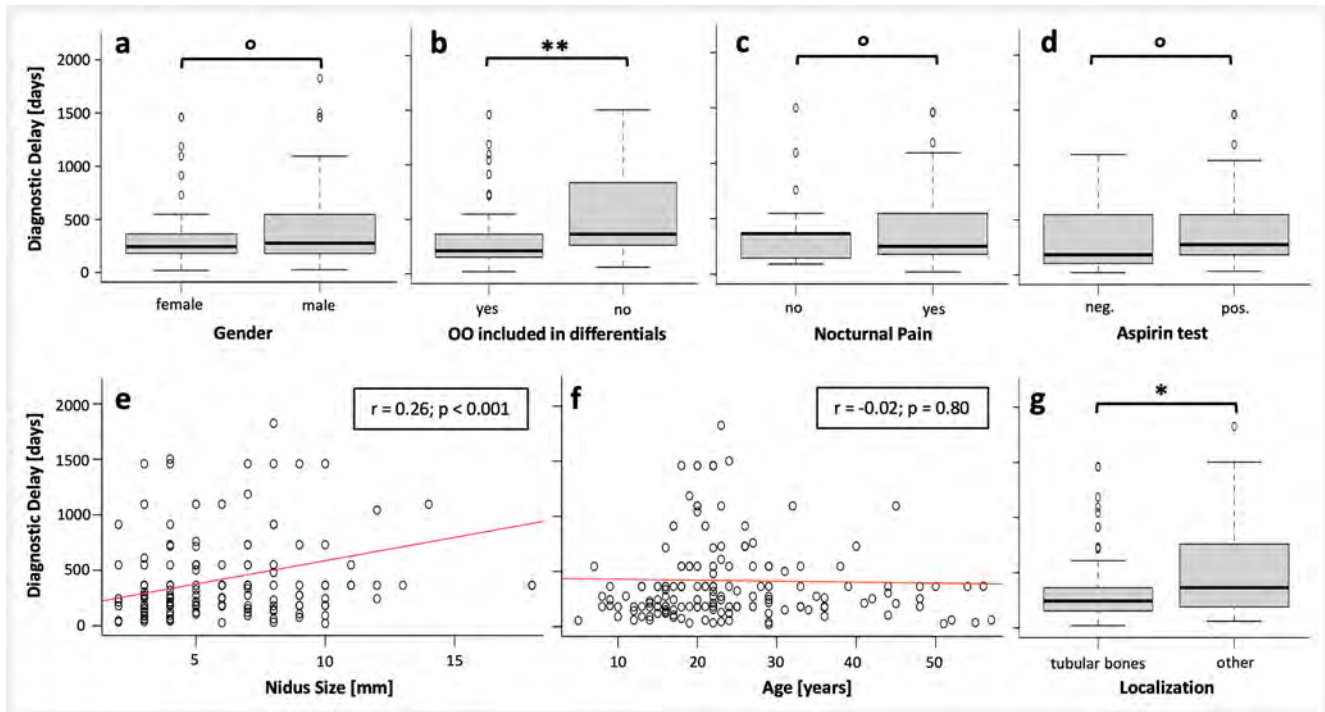 a
b
c
d
°
**
°
°
Diagnostic Delay [days]
2000
1500
1000
500
0
female male
yes no
no yes
neg. pos.
Gender
OO included in differentials
Nocturnal Pain
Aspirin test
e
f
g
r = 0.26; p < 0.001
r = -0.02; p = 0.80
*
Diagnostic Delay [days]
2000
1500
1000
500
0
5 10 15
10 20 30 40 50
tubular bones other
Nidus Size [mm]
Age [years]
Localization